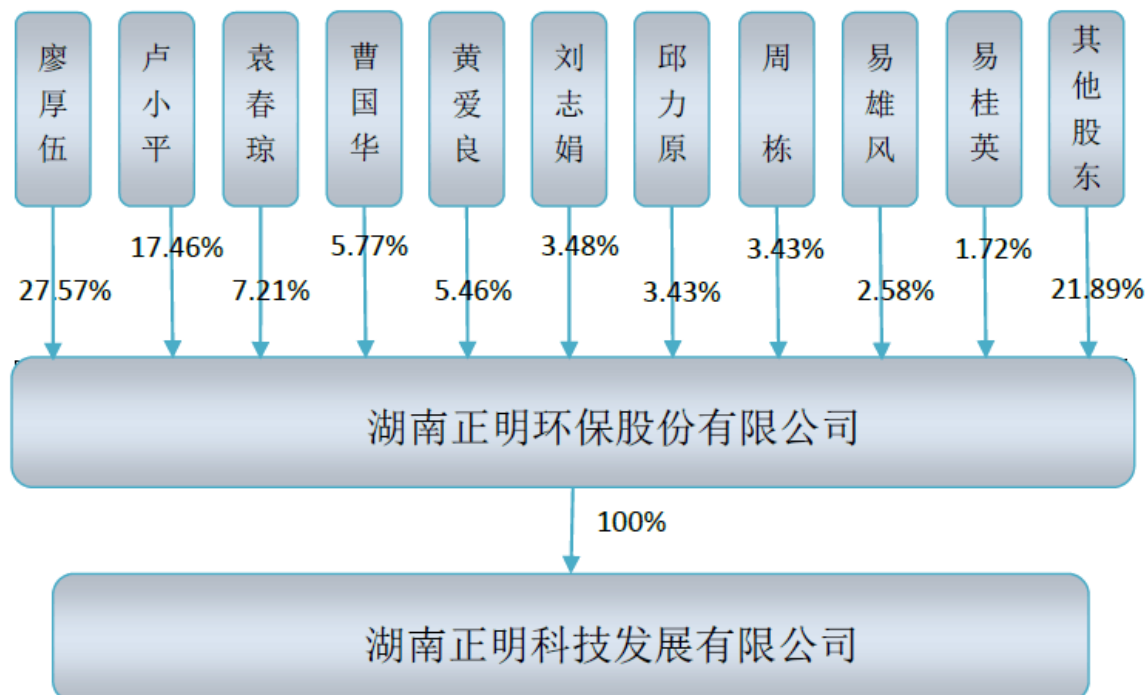 廖厚伍
卢小平
袁春琼
曹国华
黄爱良
刘志娟
邱力原
周栋
易雄风
易桂英
其他股东
27.57%
17.46%
7.21%
5.77%
5.46%
3.48%
3.43%
3.43%
2.58%
1.72%
21.89%
湖南正明环保股份有限公司
100%
湖南正明科技发展有限公司